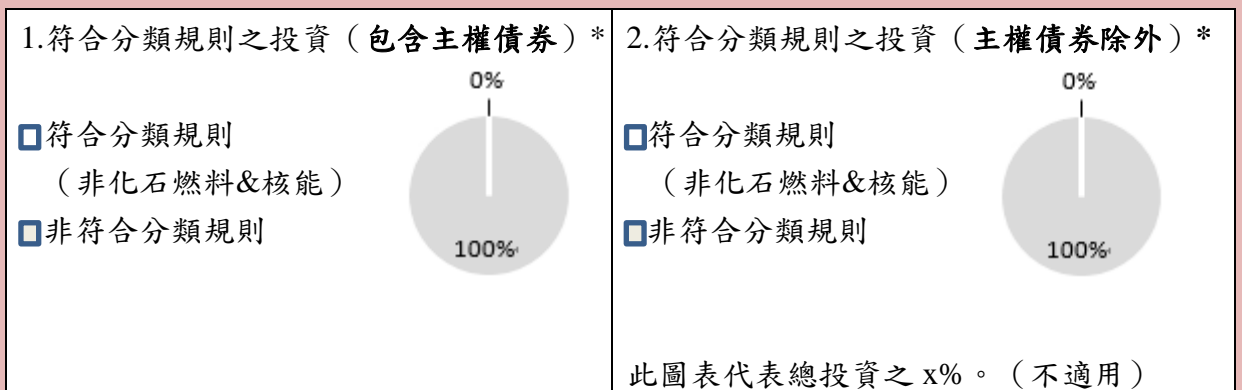 1.符合分類規則之投資（包含主權債券）*
0%
符合分類規則
（非化石燃料&核能）
非符合分類規則
100%
2.符合分類規則之投資（主權債券除外）*
0%
符合分類規則
（非化石燃料&核能）
非符合分類規則
100%
此圖表代表總投資之 x%。（不適用）